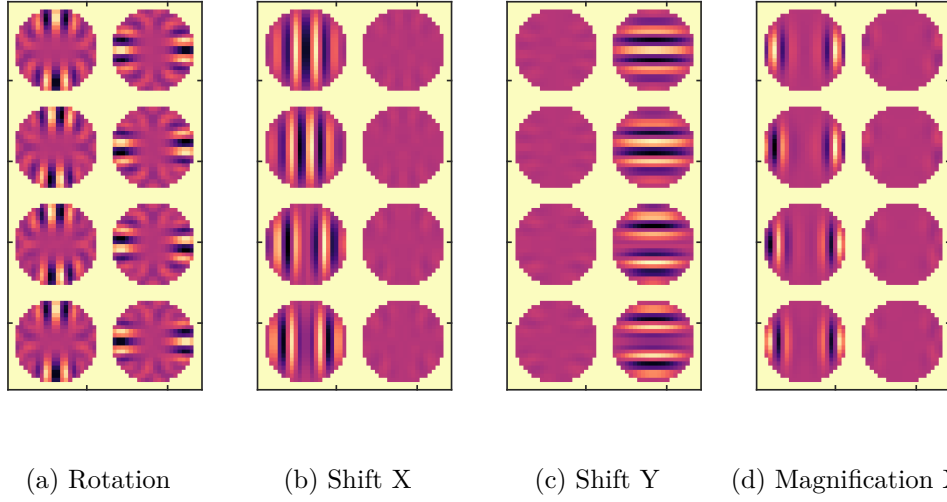 (a) Rotation
(b) Shift X
(c) Shift Y
(d) Magnification